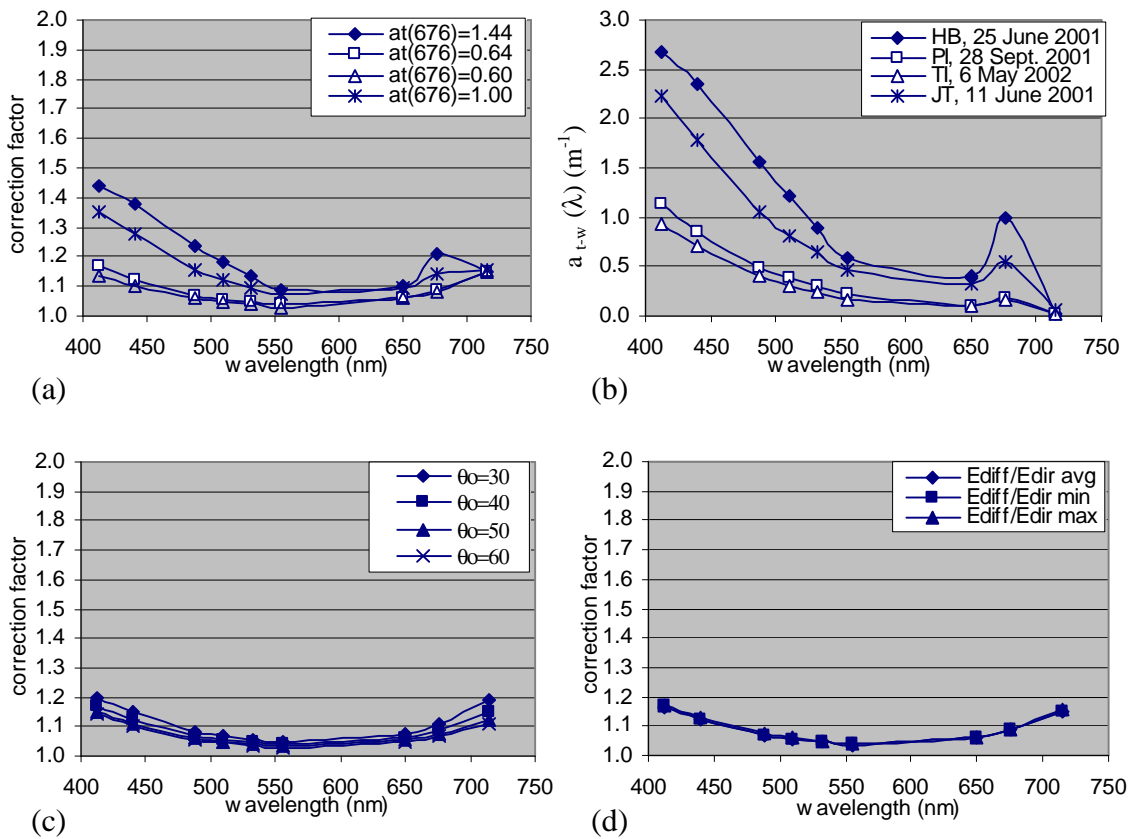 2.0
1.9
1.8
1.7
1.6
1.5
1.4
1.3
1.2
1.1
1.0
correction factor
at(676)=1.44
at(676)=0.64
at(676)=0.60
at(676)=1.00
400 450 500 550 600 650 700 750
w avelength (nm)
(a)
3.0
2.5
2.0
1.5
1.0
0.5
0.0
a t-w (λ) (m-1)
HB, 25 June 2001
PI, 28 Sept. 2001
TI, 6 May 2002
JT, 11 June 2001
400 450 500 550 600 650 700 750
w avelength (nm)
(b)
2.0
1.9
1.8
1.7
1.6
1.5
1.4
1.3
1.2
1.1
1.0
correction factor
θo=30
θo=40
θo=50
θo=60
400 450 500 550 600 650 700 750
w avelength (nm)
(c)
2.0
1.9
1.8
1.7
1.6
1.5
1.4
1.3
1.2
1.1
1.0
correction factor
Ediff/Edir avg
Ediff/Edir min
Ediff/Edir max
400 450 500 550 600 650 700 750
w avelength (nm)
(d)